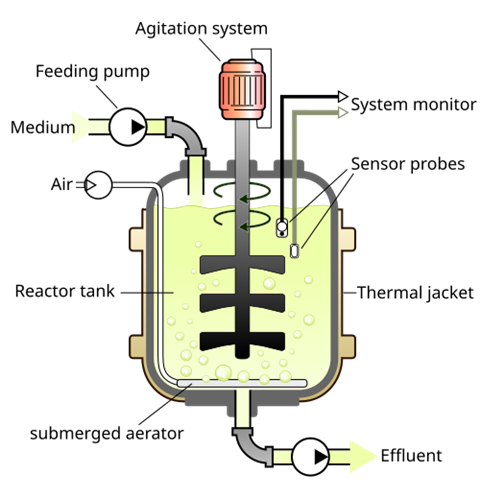 Agitation system
Feeding pump
Medium
System monitor
Air
Sensor probes
Reactor tank
Thermal jacket
submerged aerator
Effluent